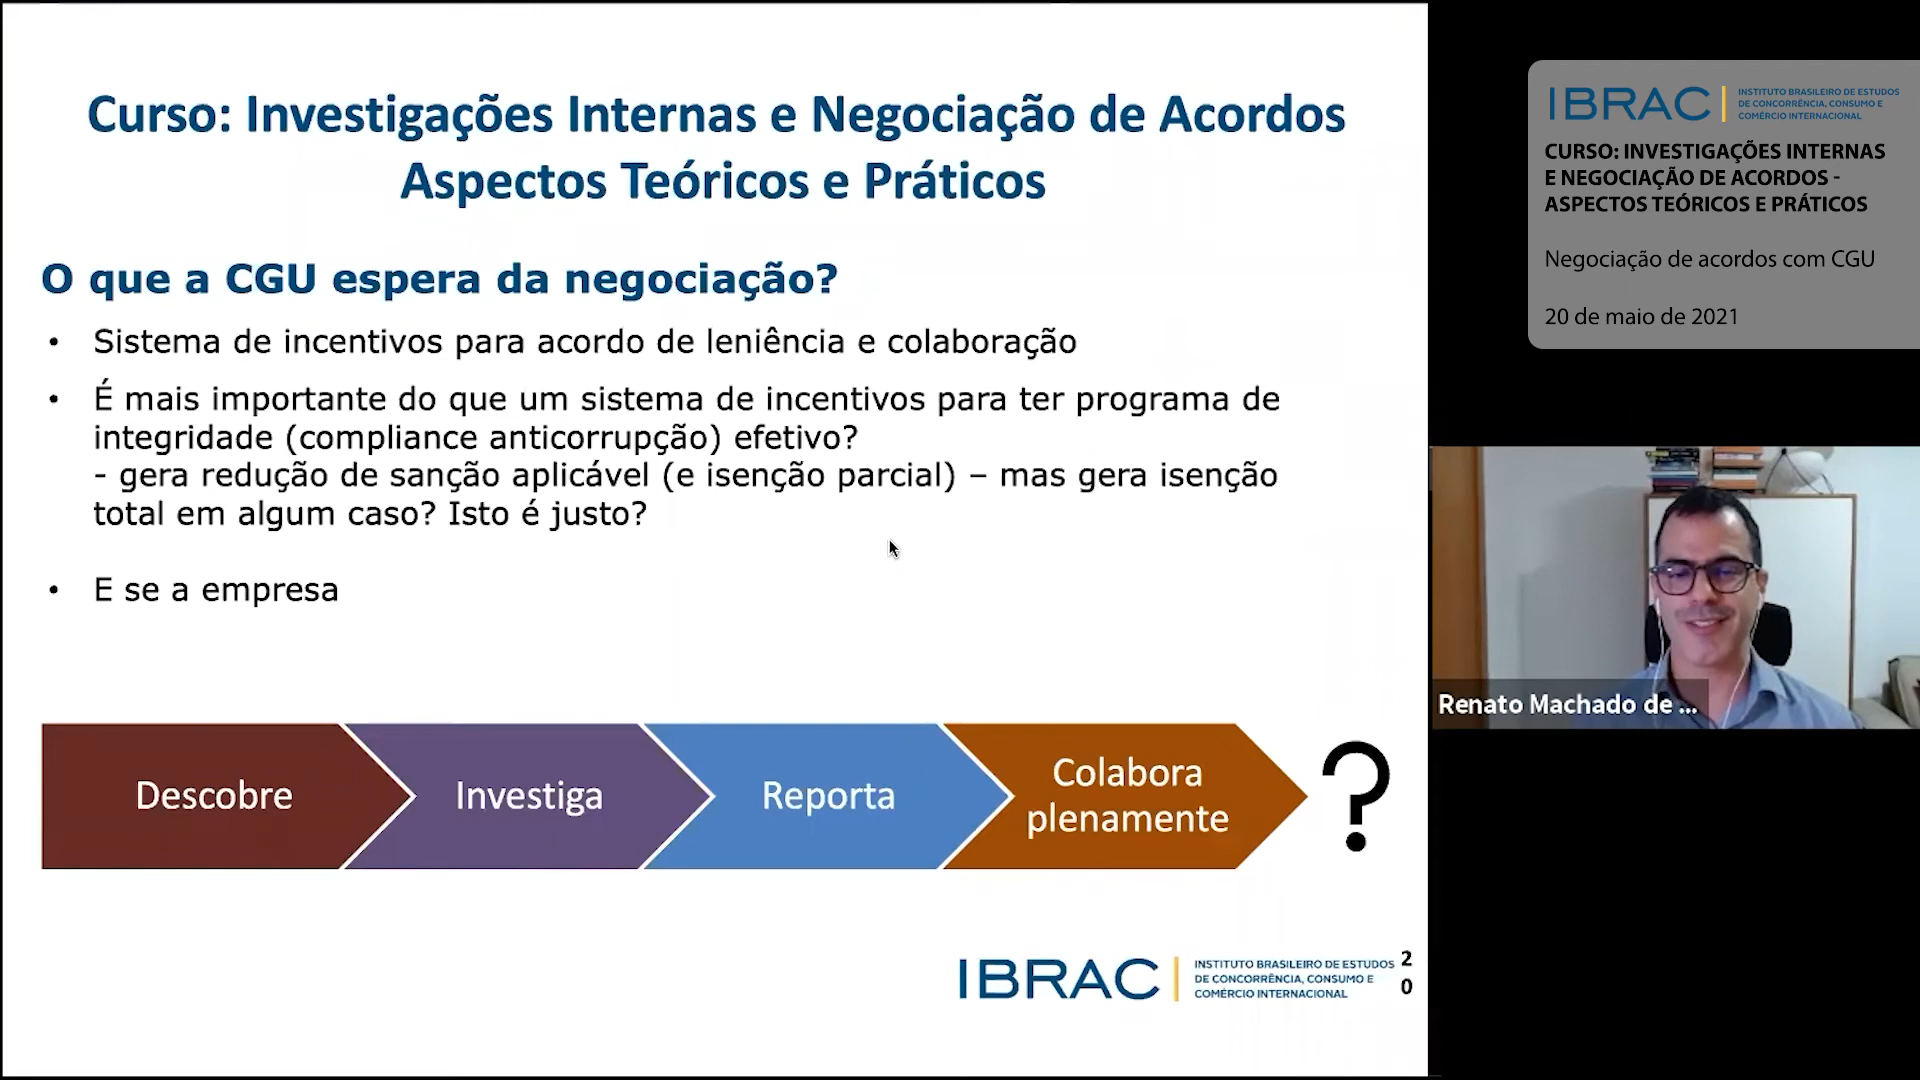 Curso: Investigações Internas e Negociação de Acordos
Aspectos Teóricos e Práticos
O que a CGU espera da negociação?
• Sistema de incentivos para acordo de leniência e colaboração
• É mais importante do que um sistema de incentivos para ter programa de
integridade (compliance anticorrupção) efetivo?
- gera redução de sanção aplicável (e isenção parcial) – mas gera isenção
total em algum caso? Isto é justo?
• E se a empresa
Descobre
Investiga
Reporta
Colabora
plenamente
?
IBRAC
INSTITUTO BRASILEIRO DE ESTUDOS
DE CONCORRÊNCIA, CONSUMO E
COMÉRCIO INTERNACIONAL
2
0
IBRAC
INSTITUTO BRASILEIRO DE ESTUDOS
DE CONCORRÊNCIA, CONSUMO E
COMÉRCIO INTERNACIONAL
CURSO: INVESTIGAÇÕES INTERNAS
E NEGOCIAÇÃO DE ACORDOS -
ASPECTOS TEÓRICOS E PRÁTICOS
Negociação de acordos com CGU
20 de maio de 2021
Renato Machado de ...